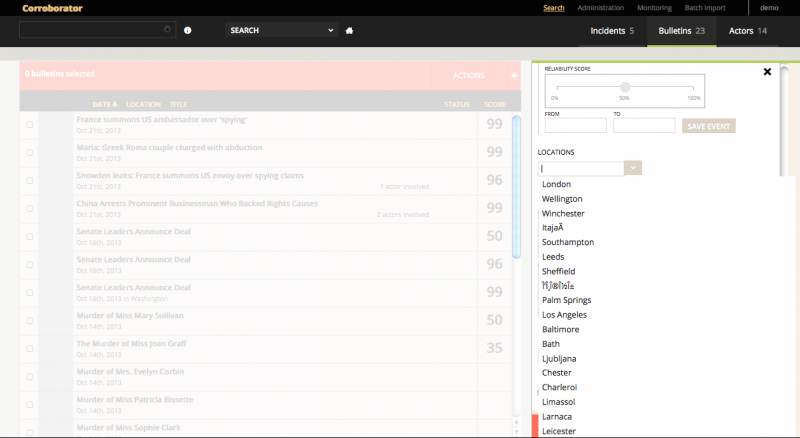 Corroborator
Search Administration Monitoring Batch Import demo
SEARCH
Incidents 5 Bulletins 23 Actors 14
0 bulletins selected
ACTIONS
DATE LOCATION TITLE STATUS SCORE
France summons US ambassador over 'spying'
Oct 21st, 2013
99
Maria: Greek Roma couple charged with abduction
Oct 21st, 2013
99
Snowden leaks: France summons US envoy over spying claims
Oct 21st, 2013
1 actor involved
96
China Arrests Prominent Businessman Who Backed Rights Causes
Oct 21st, 2013
2 actors involved
99
Senate Leaders Announce Deal
Oct 16th, 2013
50
Senate Leaders Announce Deal
Oct 16th, 2013
96
Senate Leaders Announce Deal
Oct 16th, 2013 in Washington
99
Murder of Miss Mary Sullivan
Oct 14th, 2013
50
The Murder of Miss Joan Graff
Oct 14th, 2013
35
Murder of Mrs. Evelyn Corbin
Oct 14th, 2013
Murder of Miss Patricia Bissette
Oct 14th, 2013
Murder of Miss Sophie Clark
Oct 14th, 2013
RELIABILITY SCORE
0% 50% 100%
FROM TO
SAVE EVENT
LOCATIONS
London
Wellington
Winchester
ItajaÃ
Southampton
Leeds
Sheffield
Palm Springs
Los Angeles
Baltimore
Bath
Ljubljana
Chester
Charleroi
Limassol
Larnaca
Leicester